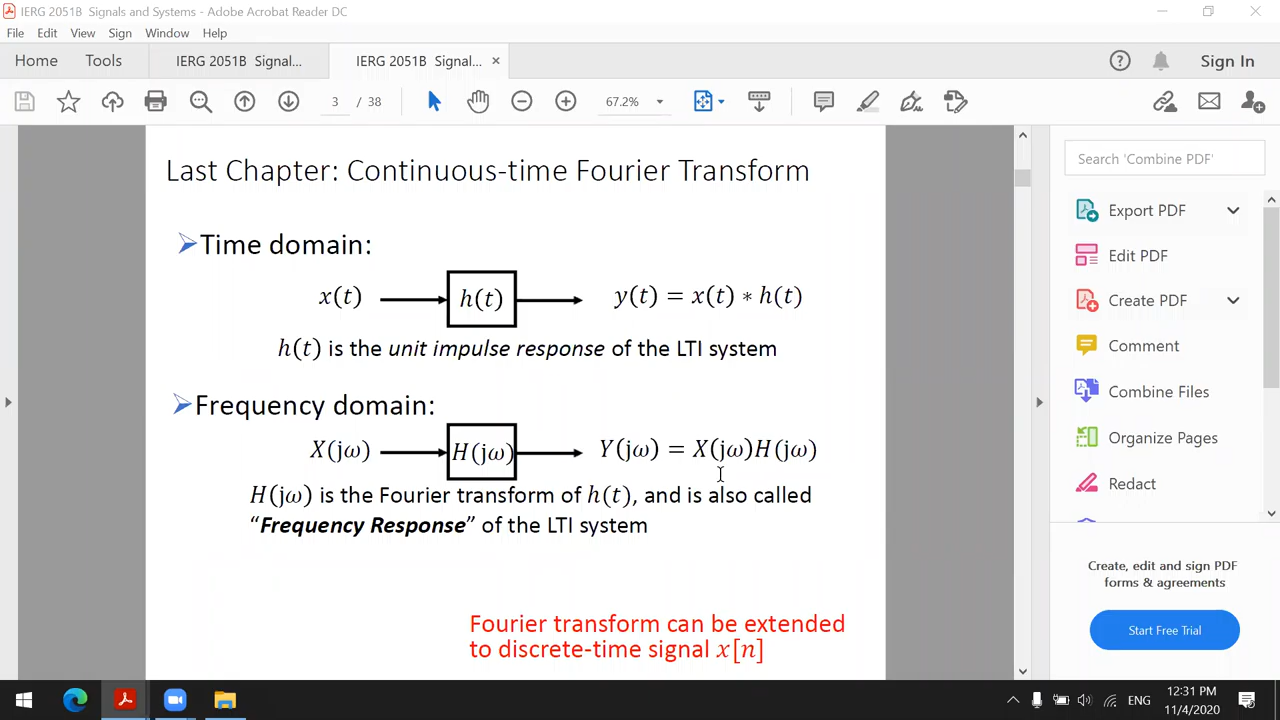 IERG 2051B Signals and Systems - Adobe Acrobat Reader DC
File Edit View Sign Window Help
Home Tools IERG 2051B Signal... IERG 2051B Signal... × Sign In
3 / 38 67.2%
Last Chapter: Continuous-time Fourier Transform
Time domain:
x(t) h(t) y(t) = x(t) ∗ h(t)
h(t) is the unit impulse response of the LTI system
Frequency domain:
X(jω) H(jω) Y(jω) = X(jω)H(jω)
H(jω) is the Fourier transform of h(t), and is also called
“Frequency Response” of the LTI system
Fourier transform can be extended
to discrete-time signal x[n]
Search 'Combine PDF'
Export PDF
Edit PDF
Create PDF
Comment
Combine Files
Organize Pages
Redact
Create, edit and sign PDF
forms & agreements
Start Free Trial
ENG 12:31 PM
11/4/2020